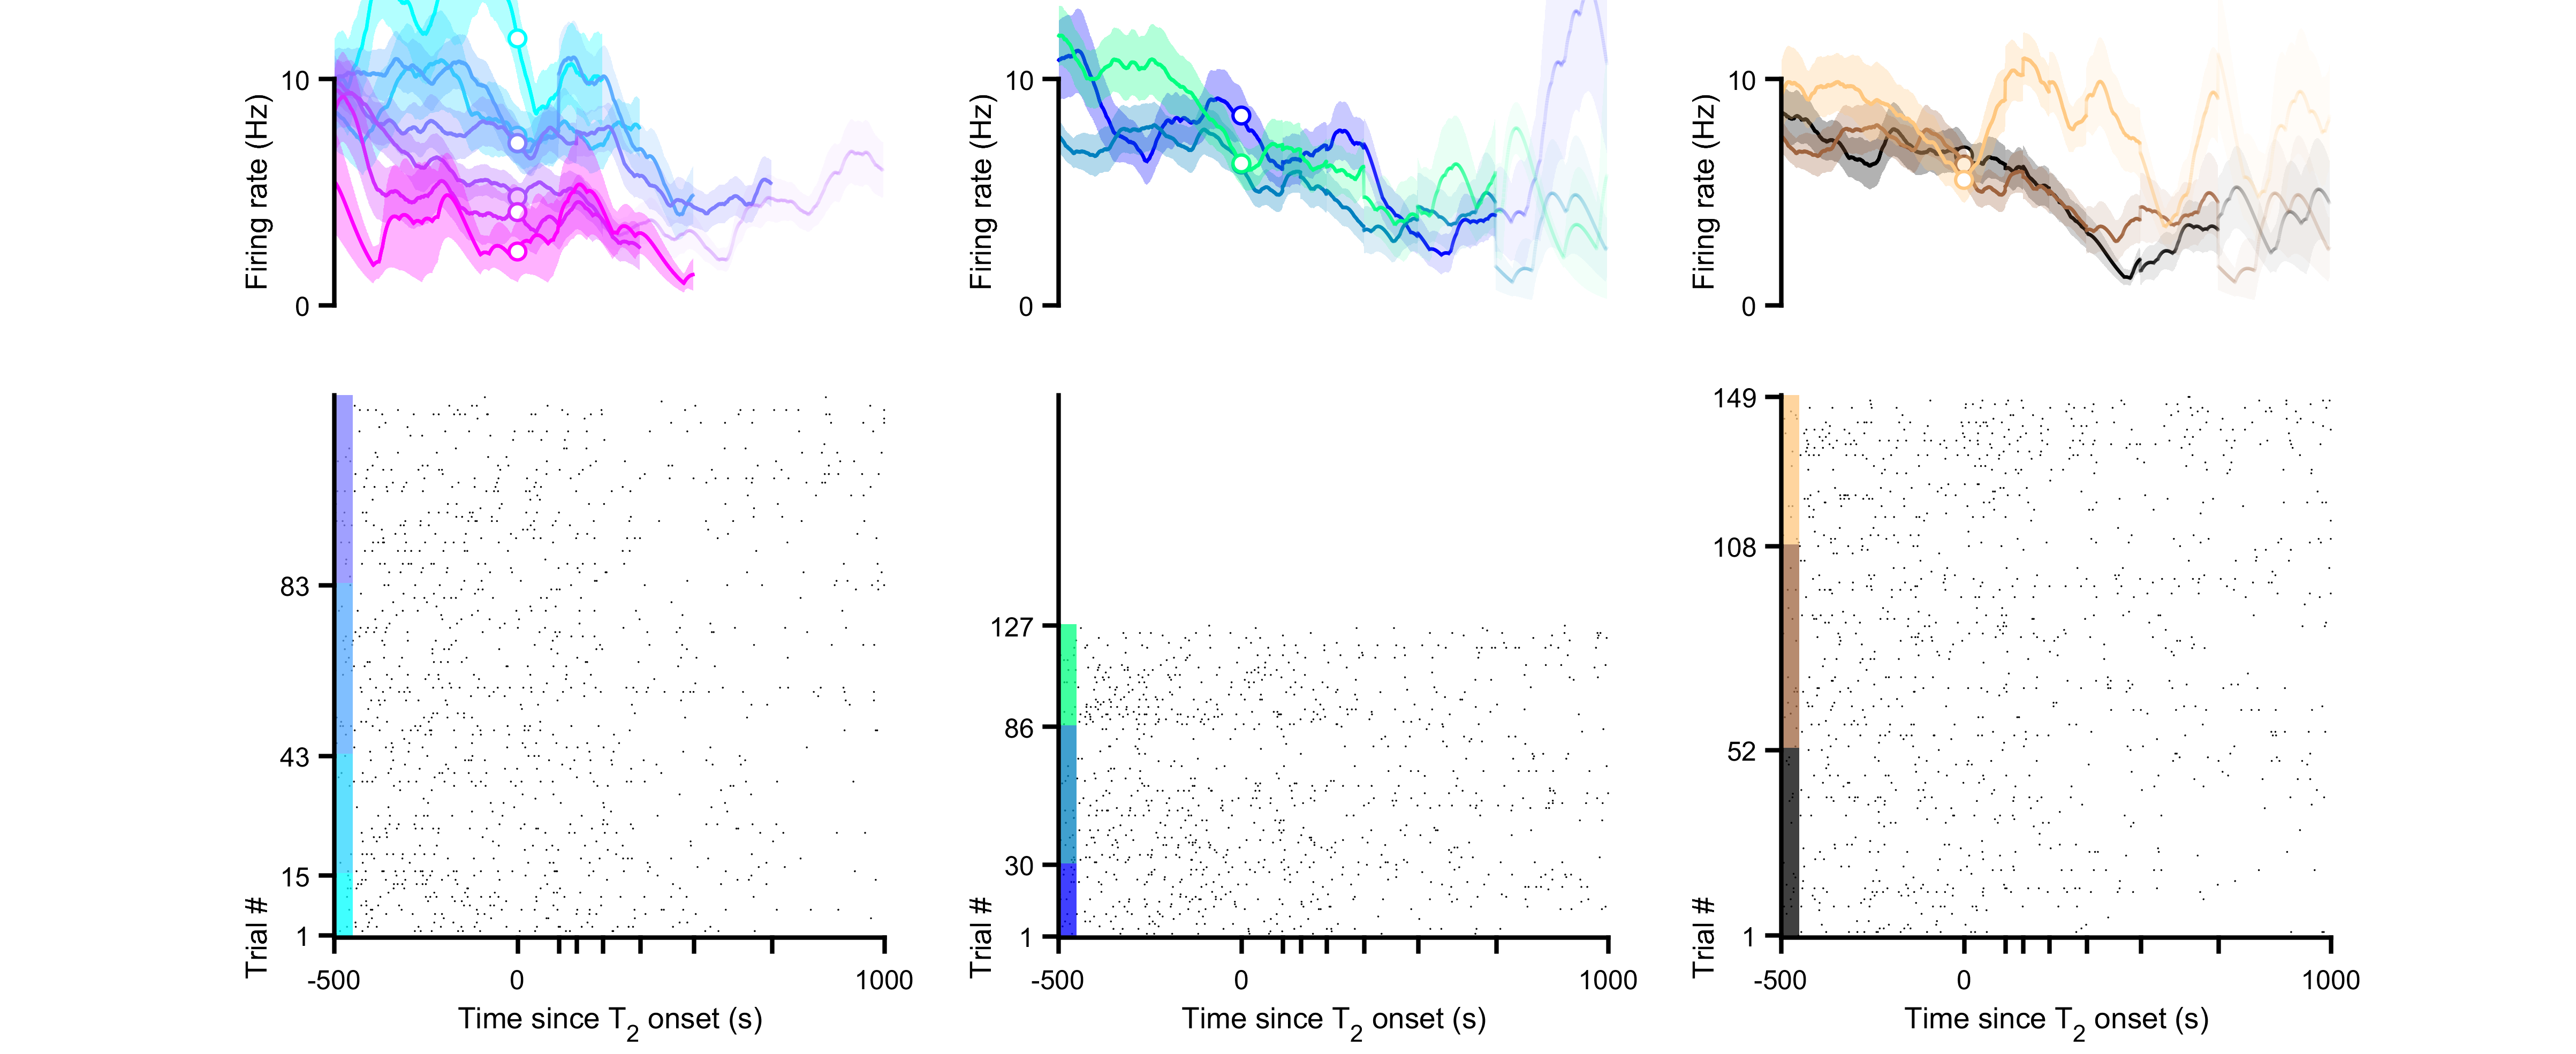 10
Firing rate (Hz)
0
10
Firing rate (Hz)
0
10
Firing rate (Hz)
0
83
43
15
1
Trial #
-500 0 1000
Time since T2 onset (s)
127
86
30
1
Trial #
-500 0 1000
Time since T2 onset (s)
149
108
52
1
Trial #
-500 0 1000
Time since T2 onset (s)